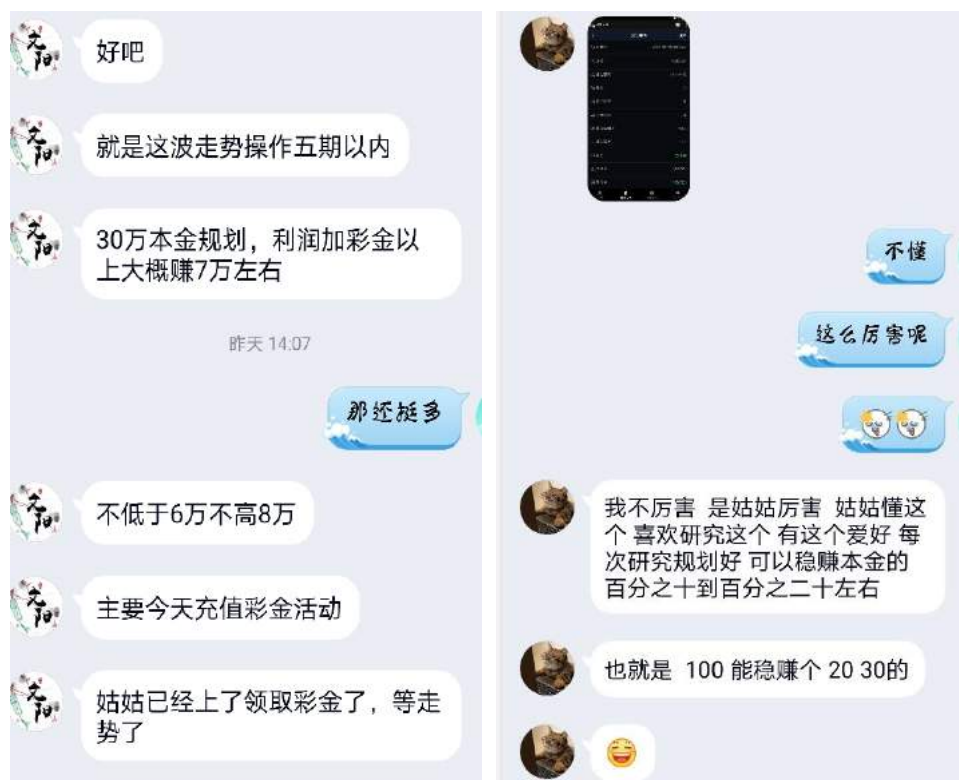 好吧
就是这波走势操作五期以内
30万本金规划，利润加彩金以
上大概赚7万左右
昨天 14:07
那还挺多
不低于6万不高8万
主要今天充值彩金活动
姑姑已经上了领取彩金了，等走
势了
不懂
这么厉害呢
我不厉害 是姑姑厉害 姑姑懂这
个 喜欢研究这个 有这个爱好 每
次研究规划好 可以稳赚本金的
百分之十到百分之二十左右
也就是 100 能稳赚个 20 30的